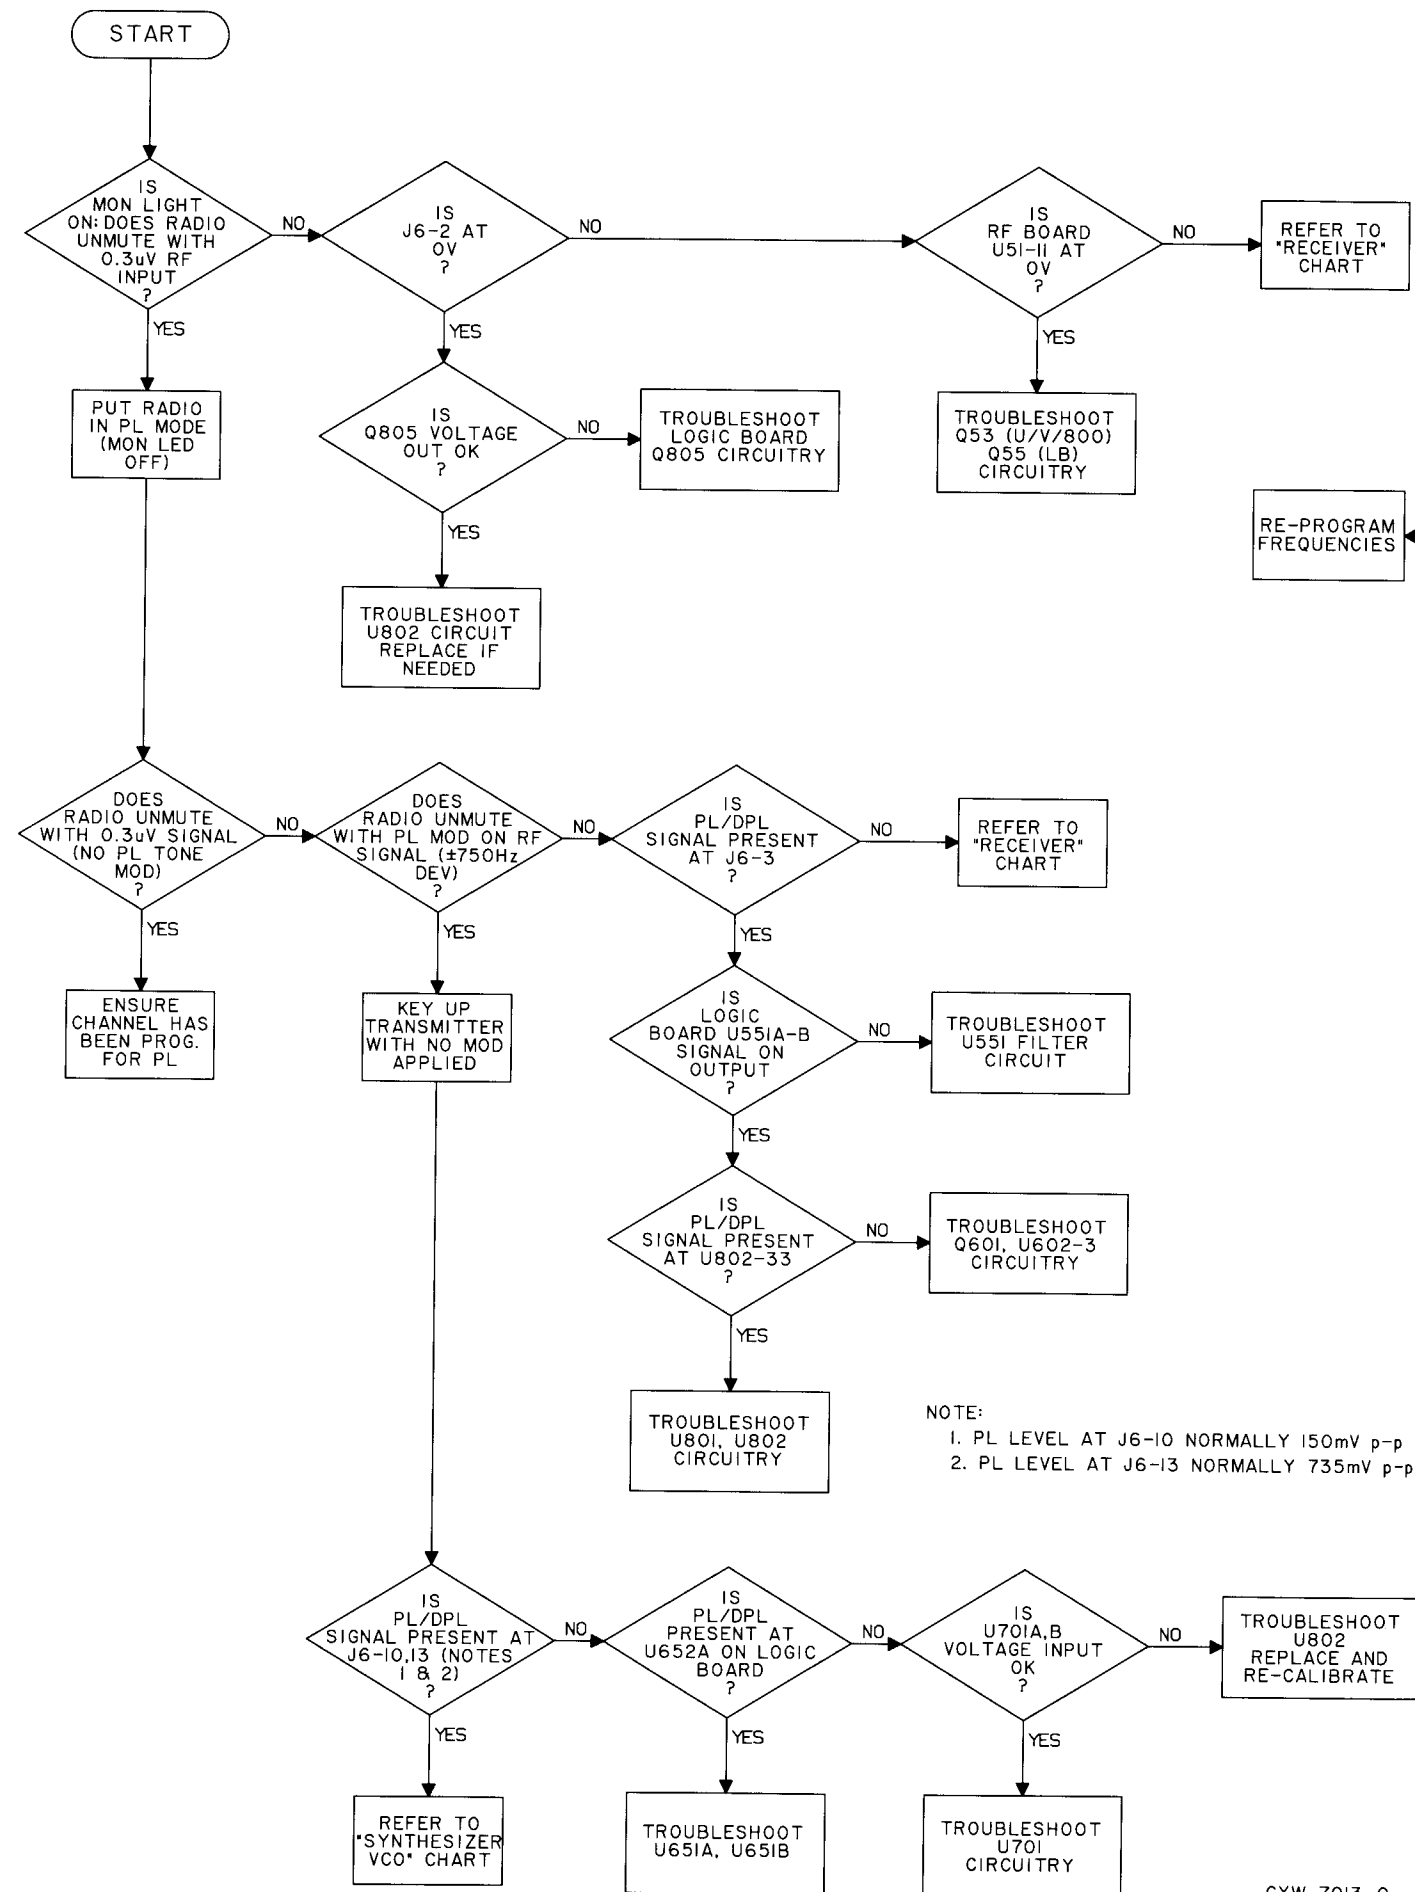 START
IS
MON LIGHT
ON: DOES RADIO
UNMUTE WITH
0.3uV RF
INPUT
?
NO
YES
IS
J6-2 AT
OV
?
NO
YES
IS
RF BOARD
U51-11 AT
OV
?
NO
YES
REFER TO
"RECEIVER"
CHART
PUT RADIO
IN PL MODE
(MON LED
OFF)
IS
Q805 VOLTAGE
OUT OK
?
NO
YES
TROUBLESHOOT
LOGIC BOARD
Q805 CIRCUITRY
TROUBLESHOOT
Q53 (U/V/800)
Q55 (LB)
CIRCUITRY
RE-PROGRAM
FREQUENCIES
TROUBLESHOOT
U802 CIRCUIT
REPLACE IF
NEEDED
DOES
RADIO UNMUTE
WITH 0.3uV SIGNAL
(NO PL TONE
MOD)
?
NO
YES
DOES
RADIO UNMUTE
WITH PL MOD ON RF
SIGNAL (±750Hz
DEV)
?
NO
YES
IS
PL/DPL
SIGNAL PRESENT
AT J6-3
?
NO
YES
REFER TO
"RECEIVER"
CHART
ENSURE
CHANNEL HAS
BEEN PROG.
FOR PL
KEY UP
TRANSMITTER
WITH NO MOD
APPLIED
IS
LOGIC
BOARD U551A-B
SIGNAL ON
OUTPUT
?
NO
YES
TROUBLESHOOT
U551 FILTER
CIRCUIT
IS
PL/DPL
SIGNAL PRESENT
AT U802-33
?
NO
YES
TROUBLESHOOT
Q601, U602-3
CIRCUITRY
TROUBLESHOOT
U801, U802
CIRCUITRY
NOTE:
1. PL LEVEL AT J6-10 NORMALLY 150mV p-p
2. PL LEVEL AT J6-13 NORMALLY 735mV p-p
IS
PL/DPL
SIGNAL PRESENT AT
J6-10,13 (NOTES
1 & 2)
?
NO
YES
IS
PL/DPL
PRESENT AT
U652A ON LOGIC
BOARD
?
NO
YES
IS
U701A,B
VOLTAGE INPUT
OK
?
NO
YES
TROUBLESHOOT
U802
REPLACE AND
RE-CALIBRATE
REFER TO
"SYNTHESIZER
VCO" CHART
TROUBLESHOOT
U651A, U651B
TROUBLESHOOT
U701
CIRCUITRY